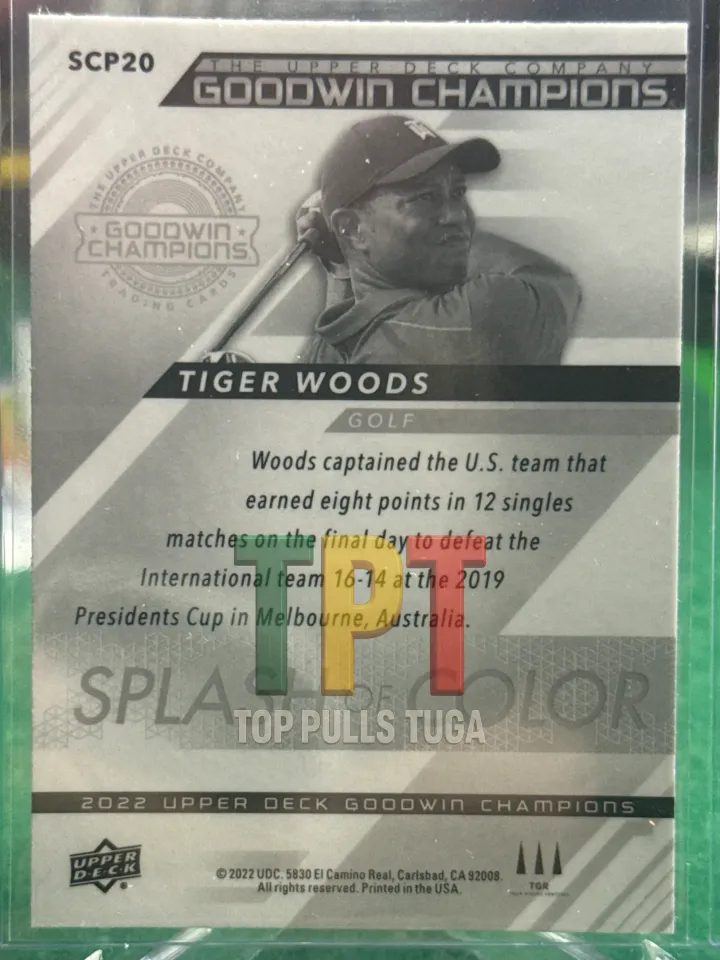 SCP20
THE UPPER DECK COMPANY
GOODWIN CHAMPIONS
THE UPPER DECK COMPANY
GOODWIN
CHAMPIONS
TRADING CARDS
TIGER WOODS
GOLF
Woods captained the U.S. team that
earned eight points in 12 singles
matches on the final day to defeat the
International team 16-14 at the 2019
Presidents Cup in Melbourne, Australia.
TPT
SPLASH OF COLOR
TOP PULLS TUGA
2022 UPPER DECK GOODWIN CHAMPIONS
UPPER
D·E·C·K
®
© 2022 UDC. 5830 El Camino Real, Carlsbad, CA 92008.
All rights reserved. Printed in the USA.
TGR